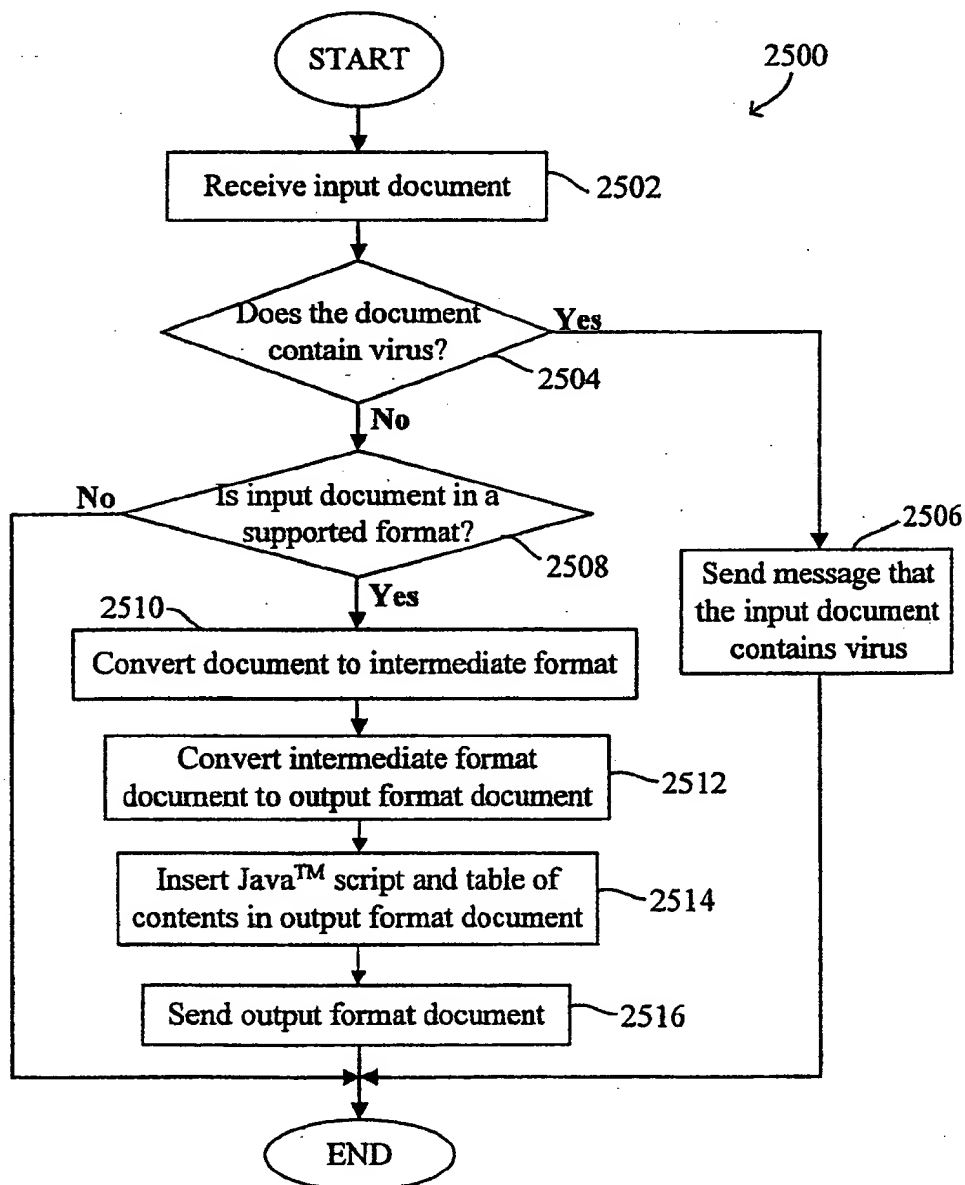 START
2500
Receive input document
2502
Does the document
contain virus?
Yes
2504
No
Is input document in a
supported format?
No
2508
2506
Send message that
the input document
contains virus
Yes
2510
Convert document to intermediate format
Convert intermediate format
document to output format document
2512
Insert Java™ script and table of
contents in output format document
2514
Send output format document
2516
END